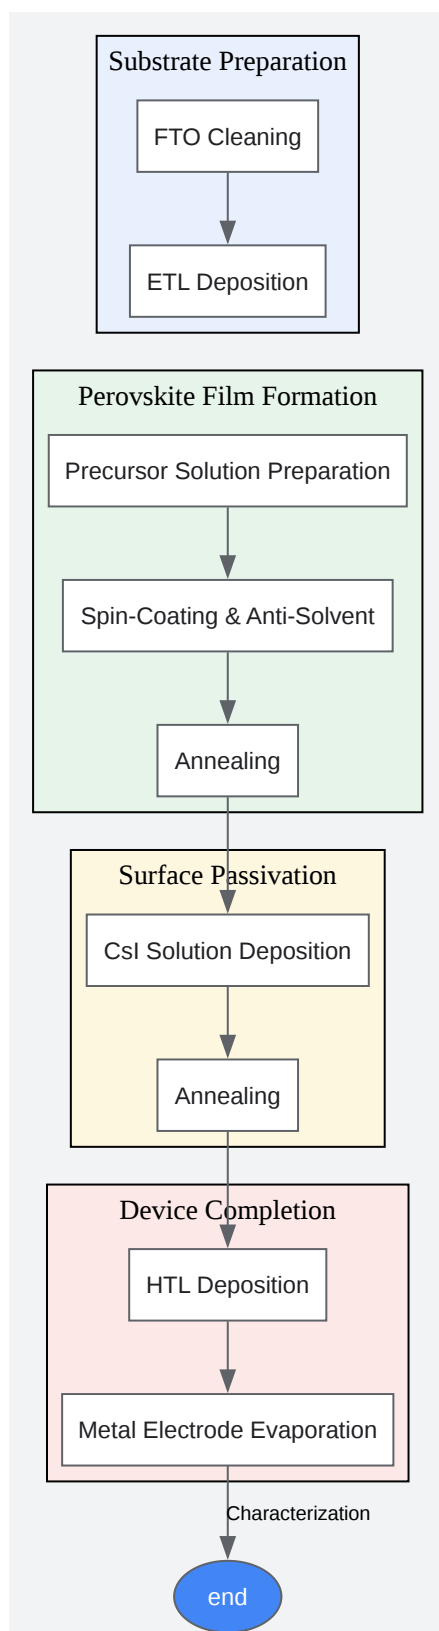 Substrate Preparation
FTO Cleaning
ETL Deposition
Perovskite Film Formation
Precursor Solution Preparation
Spin-Coating & Anti-Solvent
Annealing
Surface Passivation
CsI Solution Deposition
Annealing
Device Completion
HTL Deposition
Metal Electrode Evaporation
Characterization
end